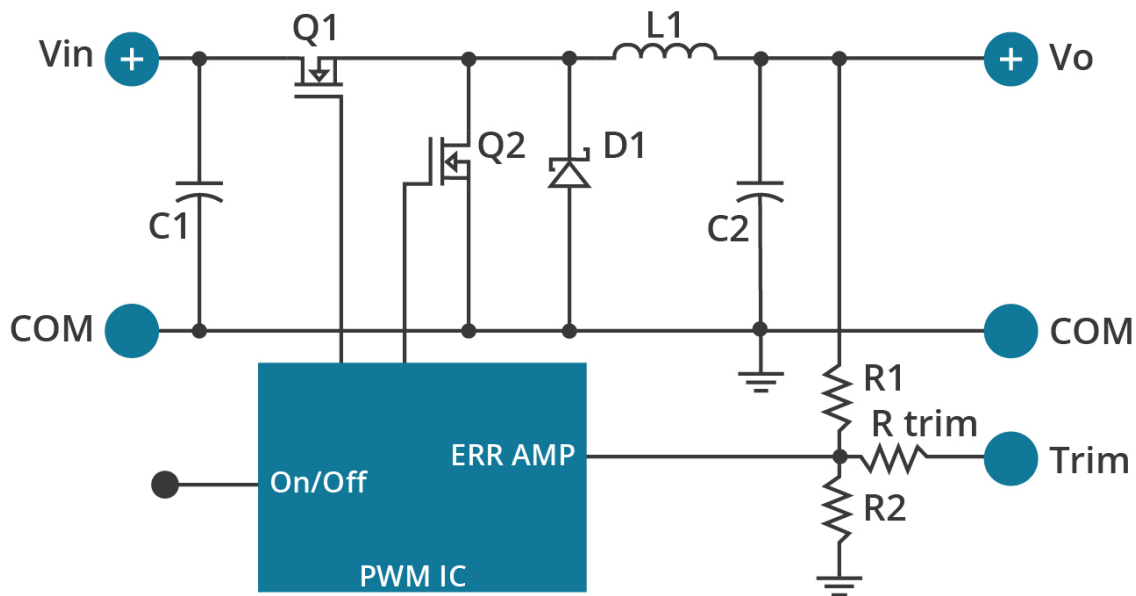 Q1
L1
Vin
+
+
Vo
Q2
D1
C1
C2
COM
COM
R1
R trim
ERR AMP
Trim
On/Off
R2
PWM IC